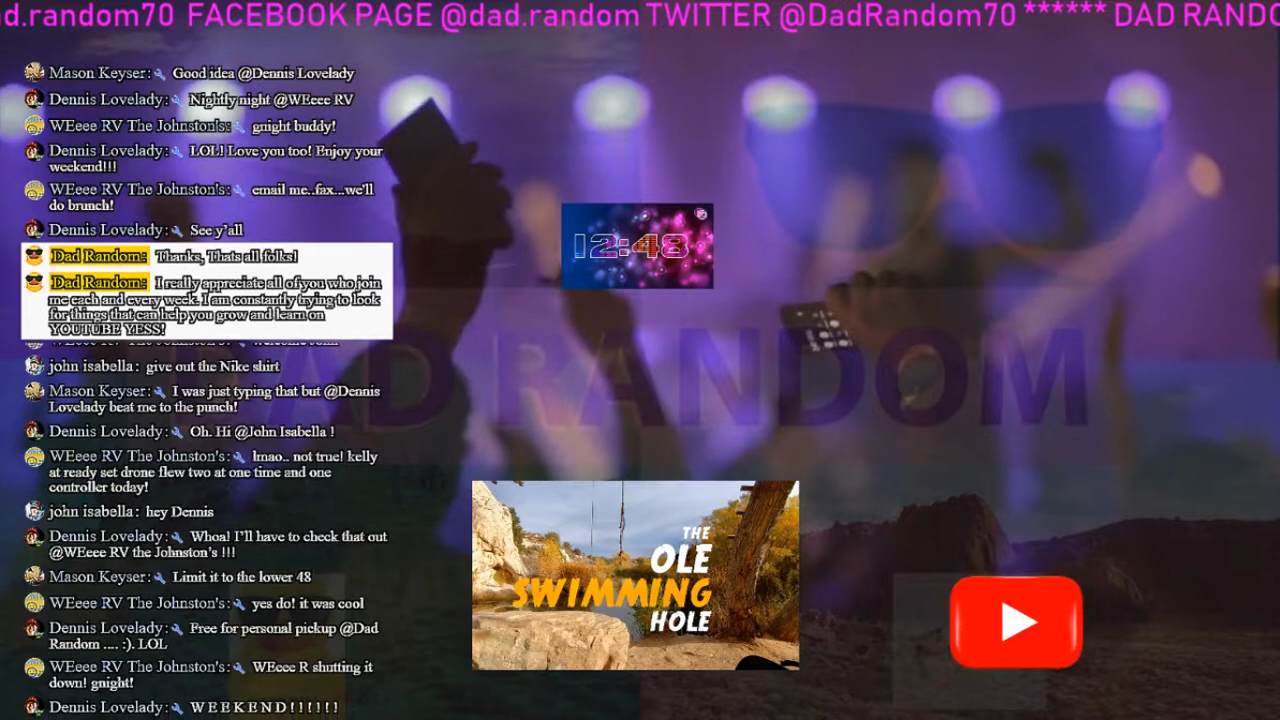 d.random70 FACEBOOK PAGE @dad.random TWITTER @DadRandom70 ****** DAD RANDO
Mason Keyser: Good idea @Dennis Lovelady
Dennis Lovelady: Nightly night @WEeee RV
WEeee RV The Johnston's: gnight buddy!
Dennis Lovelady: LOL! Love you too! Enjoy your
weekend!!!
WEeee RV The Johnston's: email me..fax...we'll
do brunch!
Dennis Lovelady: See y'all
Dad Random: Thanks, Thats all folks!
Dad Random: I really appreciate all of you who join
me each and every week. I am constantly trying to look
for things that can help you grow and learn on
YOUTUBE YESS!
john isabella: give out the Nike shirt
Mason Keyser: I was just typing that but @Dennis
Lovelady beat me to the punch!
Dennis Lovelady: Oh. Hi @John Isabella !
WEeee RV The Johnston's: lmao.. not true! kelly
at ready set drone flew two at one time and one
controller today!
john isabella: hey Dennis
Dennis Lovelady: Whoa! I'll have to check that out
@WEeee RV the Johnston's !!!
Mason Keyser: Limit it to the lower 48
WEeee RV The Johnston's: yes do! it was cool
Dennis Lovelady: Free for personal pickup @Dad
Random .... :). LOL
WEeee RV The Johnston's: WEeee R shutting it
down! gnight!
Dennis Lovelady: W E E K E N D ! ! ! ! ! !
12:48
DAD RANDOM
THE
OLE
SWIMMING
HOLE